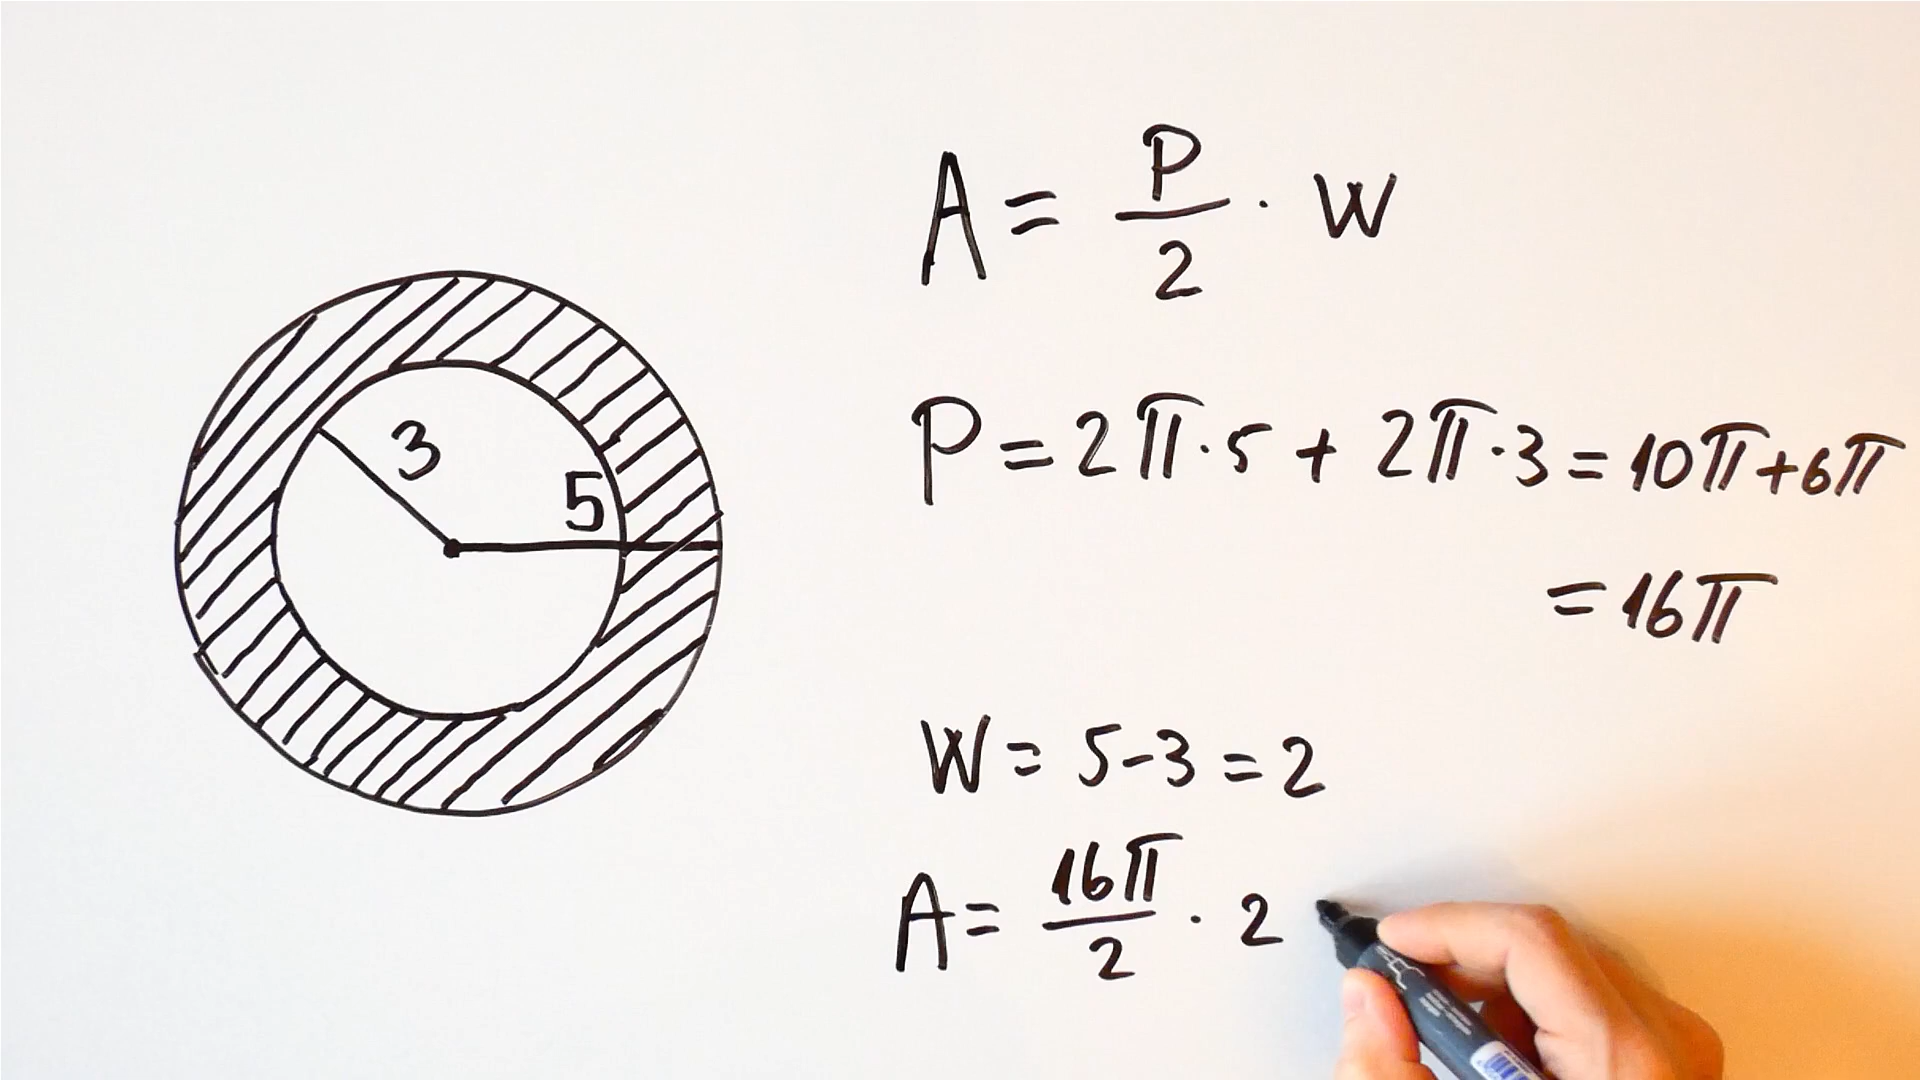 A = P/2 · W
3
5
P = 2π·5 + 2π·3 = 10π+6π
= 16π
W = 5-3 = 2
A = 16π/2 · 2